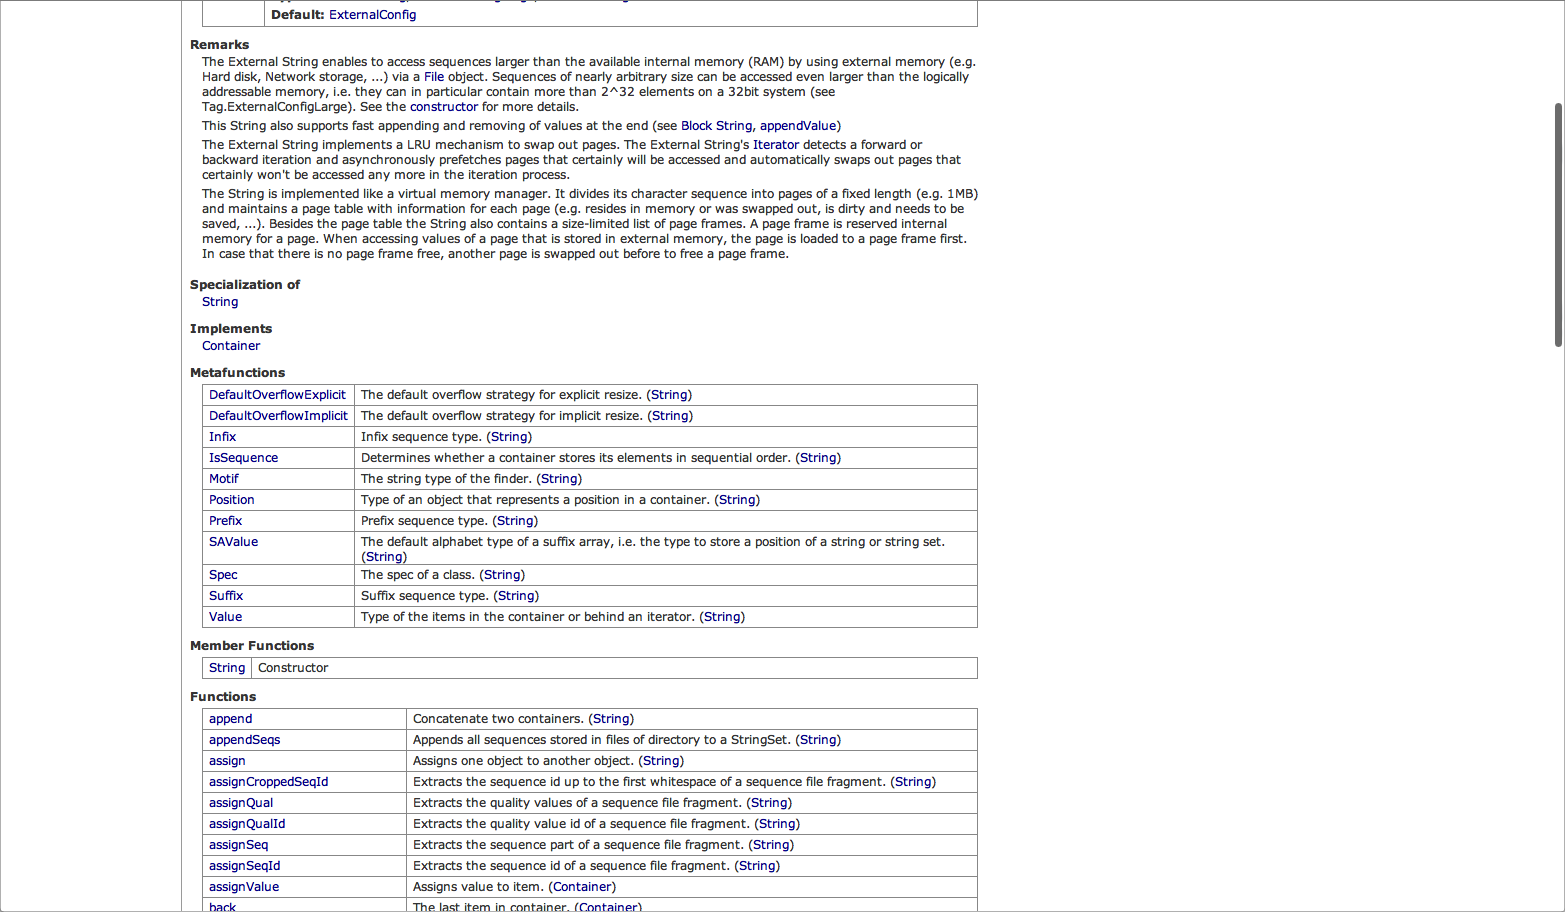 Default: ExternalConfig
Remarks
The External String enables to access sequences larger than the available internal memory (RAM) by using external memory (e.g.
Hard disk, Network storage, ...) via a File object. Sequences of nearly arbitrary size can be accessed even larger than the logically
addressable memory, i.e. they can in particular contain more than 2^32 elements on a 32bit system (see
Tag.ExternalConfigLarge). See the constructor for more details.
This String also supports fast appending and removing of values at the end (see Block String, appendValue)
The External String implements a LRU mechanism to swap out pages. The External String's Iterator detects a forward or
backward iteration and asynchronously prefetches pages that certainly will be accessed and automatically swaps out pages that
certainly won't be accessed any more in the iteration process.
The String is implemented like a virtual memory manager. It divides its character sequence into pages of a fixed length (e.g. 1MB)
and maintains a page table with information for each page (e.g. resides in memory or was swapped out, is dirty and needs to be
saved, ...). Besides the page table the String also contains a size-limited list of page frames. A page frame is reserved internal
memory for a page. When accessing values of a page that is stored in external memory, the page is loaded to a page frame first.
In case that there is no page frame free, another page is swapped out before to free a page frame.
Specialization of
String
Implements
Container
Metafunctions
DefaultOverflowExplicit The default overflow strategy for explicit resize. (String)
DefaultOverflowImplicit The default overflow strategy for implicit resize. (String)
Infix Infix sequence type. (String)
IsSequence Determines whether a container stores its elements in sequential order. (String)
Motif The string type of the finder. (String)
Position Type of an object that represents a position in a container. (String)
Prefix Prefix sequence type. (String)
SAValue The default alphabet type of a suffix array, i.e. the type to store a position of a string or string set.
(String)
Spec The spec of a class. (String)
Suffix Suffix sequence type. (String)
Value Type of the items in the container or behind an iterator. (String)
Member Functions
String Constructor
Functions
append Concatenate two containers. (String)
appendSeqs Appends all sequences stored in files of directory to a StringSet. (String)
assign Assigns one object to another object. (String)
assignCroppedSeqId Extracts the sequence id up to the first whitespace of a sequence file fragment. (String)
assignQual Extracts the quality values of a sequence file fragment. (String)
assignQualId Extracts the quality value id of a sequence file fragment. (String)
assignSeq Extracts the sequence part of a sequence file fragment. (String)
assignSeqId Extracts the sequence id of a sequence file fragment. (String)
assignValue Assigns value to item. (Container)
back The last item in container. (Container)